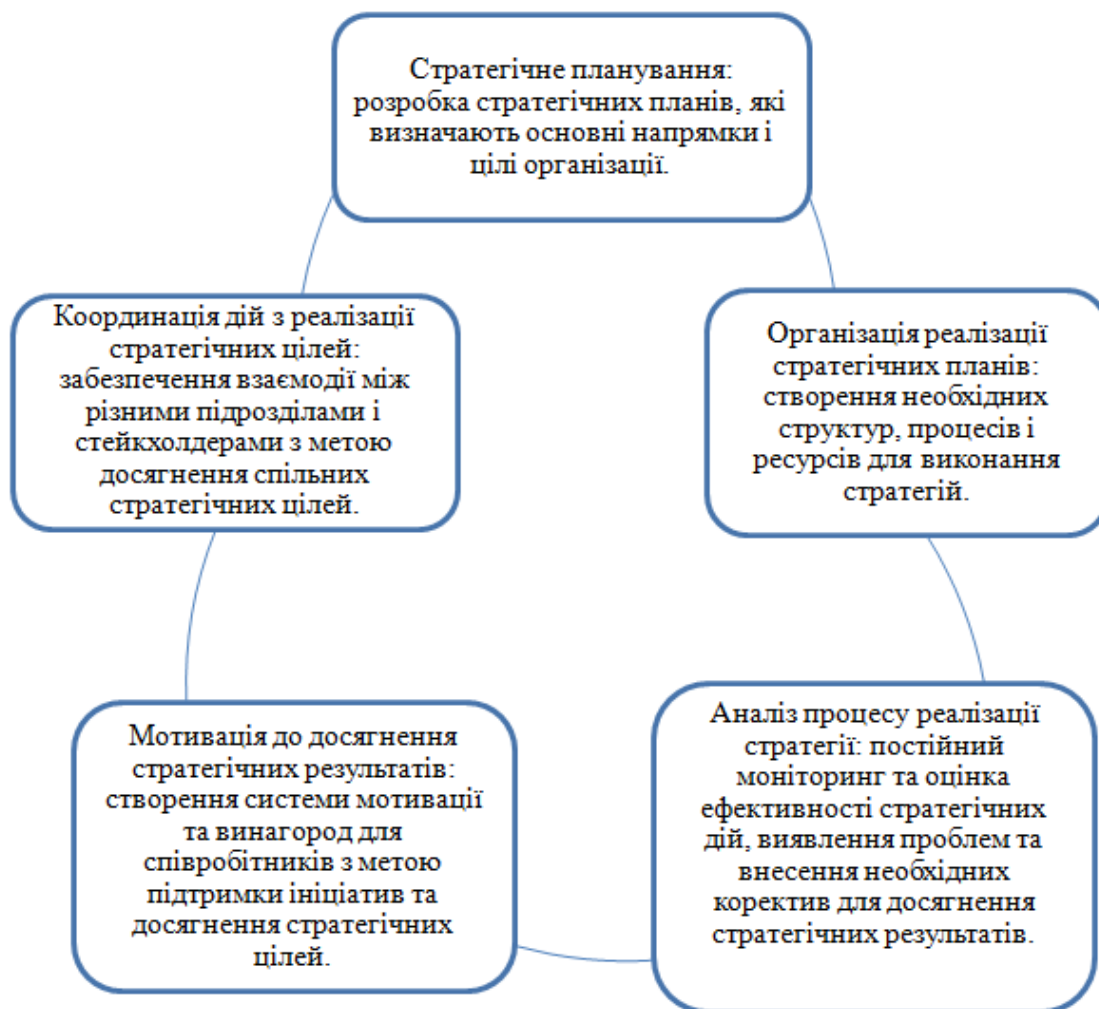 Стратегічне планування:
розробка стратегічних планів, які
визначають основні напрямки і
цілі організації.
Координація дій з реалізації
стратегічних цілей:
забезпечення взаємодії між
різними підрозділами і
стейкхолдерами з метою
досягнення спільних
стратегічних цілей.
Організація реалізації
стратегічних планів:
створення необхідних
структур, процесів і
ресурсів для виконання
стратегій.
Мотивація до досягнення
стратегічних результатів:
створення системи мотивації
та винагород для
співробітників з метою
підтримки ініціатив та
досягнення стратегічних
цілей.
Аналіз процесу реалізації
стратегії: постійний
моніторинг та оцінка
ефективності стратегічних
дій, виявлення проблем та
внесення необхідних
коректив для досягнення
стратегічних результатів.